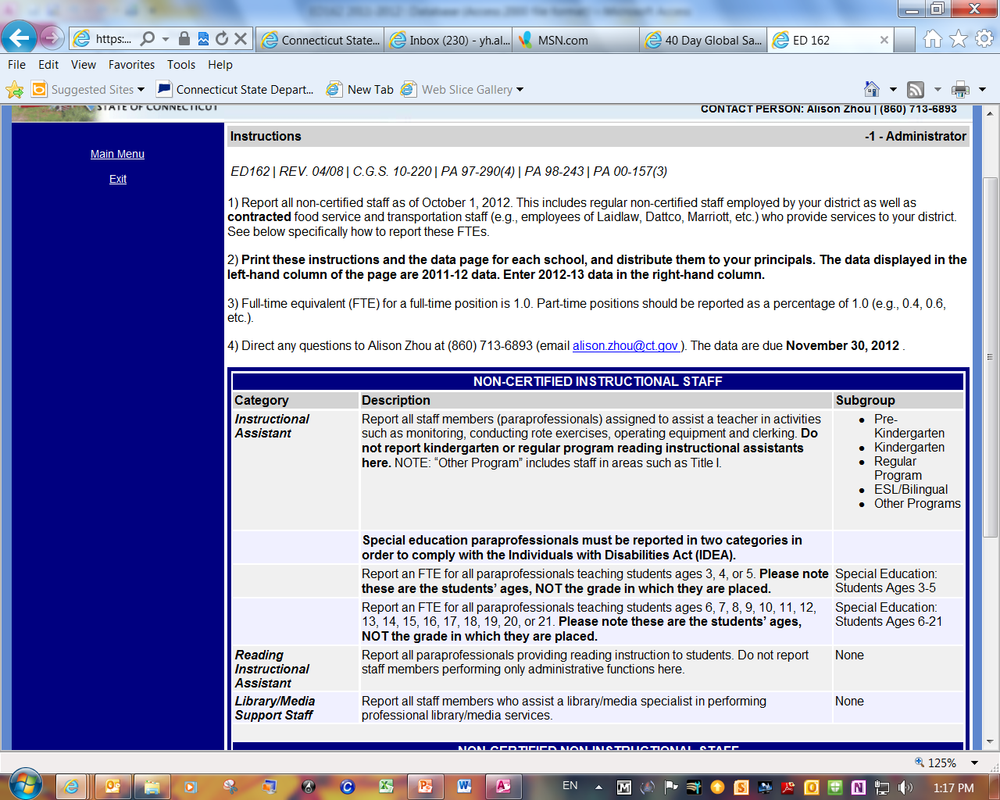 ED162 2011-2012 : Database (Access 2000 file format) - Microsoft Access
https:...
Connecticut State...
Inbox (230) - yh.al...
MSN.com
40 Day Global Sa...
ED 162
File Edit View Favorites Tools Help
Suggested Sites
Connecticut State Depart...
New Tab
Web Slice Gallery
STATE OF CONNECTICUT
CONTACT PERSON: Alison Zhou | (860) 713-6893
Main Menu
Exit
Instructions
-1 - Administrator
ED162 | REV. 04/08 | C.G.S. 10-220 | PA 97-290(4) | PA 98-243 | PA 00-157(3)
1) Report all non-certified staff as of October 1, 2012. This includes regular non-certified staff employed by your district as well as
contracted food service and transportation staff (e.g., employees of Laidlaw, Dattco, Marriott, etc.) who provide services to your district.
See below specifically how to report these FTEs.
2) Print these instructions and the data page for each school, and distribute them to your principals. The data displayed in the
left-hand column of the page are 2011-12 data. Enter 2012-13 data in the right-hand column.
3) Full-time equivalent (FTE) for a full-time position is 1.0. Part-time positions should be reported as a percentage of 1.0 (e.g., 0.4, 0.6,
etc.).
4) Direct any questions to Alison Zhou at (860) 713-6893 (email alison.zhou@ct.gov ). The data are due November 30, 2012 .
NON-CERTIFIED INSTRUCTIONAL STAFF
Category
Description
Subgroup
Instructional
Assistant
Report all staff members (paraprofessionals) assigned to assist a teacher in activities
such as monitoring, conducting rote exercises, operating equipment and clerking. Do
not report kindergarten or regular program reading instructional assistants
here. NOTE: “Other Program” includes staff in areas such as Title I.
• Pre-
Kindergarten
• Kindergarten
• Regular
Program
• ESL/Bilingual
• Other Programs
Special education paraprofessionals must be reported in two categories in
order to comply with the Individuals with Disabilities Act (IDEA).
Report an FTE for all paraprofessionals teaching students ages 3, 4, or 5. Please note
these are the students’ ages, NOT the grade in which they are placed.
Special Education:
Students Ages 3-5
Report an FTE for all paraprofessionals teaching students ages 6, 7, 8, 9, 10, 11, 12,
13, 14, 15, 16, 17, 18, 19, 20, or 21. Please note these are the students’ ages,
NOT the grade in which they are placed.
Special Education:
Students Ages 6-21
Reading
Instructional
Assistant
Report all paraprofessionals providing reading instruction to students. Do not report
staff members performing only administrative functions here.
None
Library/Media
Support Staff
Report all staff members who assist a library/media specialist in performing
professional library/media services.
None
NON-CERTIFIED NON-INSTRUCTIONAL STAFF
125%
EN
1:17 PM